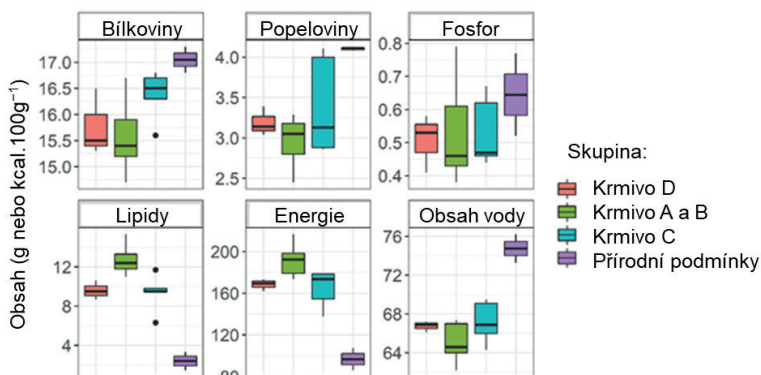 Bílkoviny
Popeloviny
Fosfor
17.0
16.5
16.0
15.5
15.0
4.0
3.5
3.0
2.5
0.8
0.7
0.6
0.5
0.4
Obsah (g nebo kcal.100g⁻¹)
Lipidy
Energie
Obsah vody
12
8
4
200
160
120
80
76
72
68
64
Skupina:
Krmivo D
Krmivo A a B
Krmivo C
Přírodní podmínky